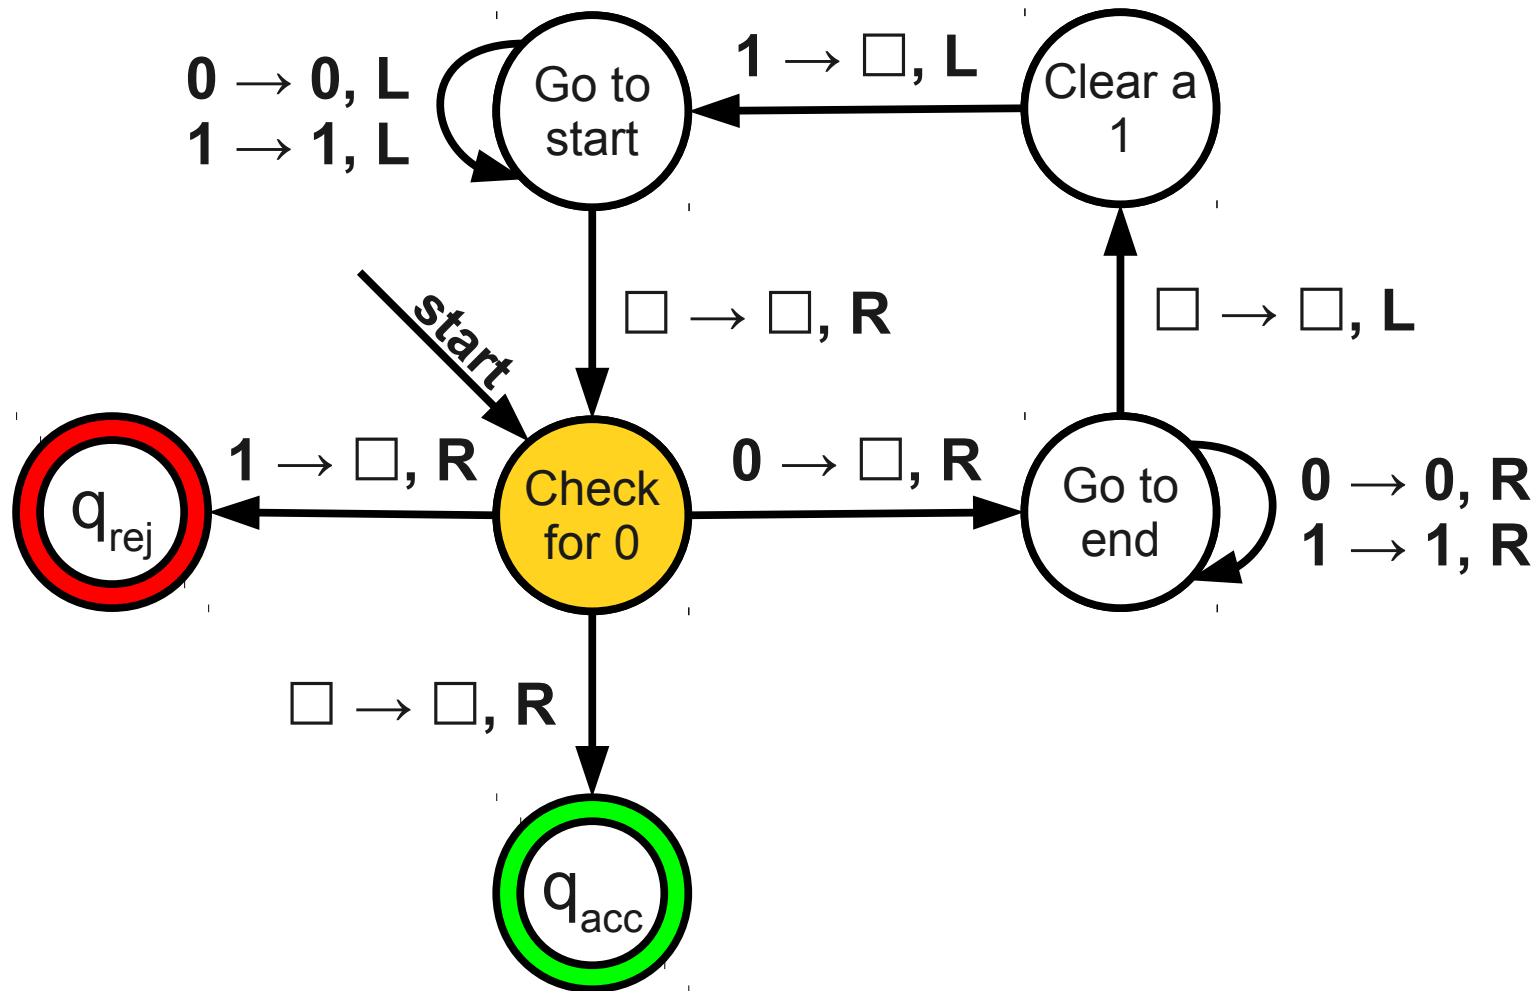 0 → 0, L
1 → 1, L
Go to
start
1 → □, L
Clear a
1
start
□ → □, R
□ → □, L
q_rej
1 → □, R
Check
for 0
0 → □, R
Go to
end
0 → 0, R
1 → 1, R
□ → □, R
q_acc